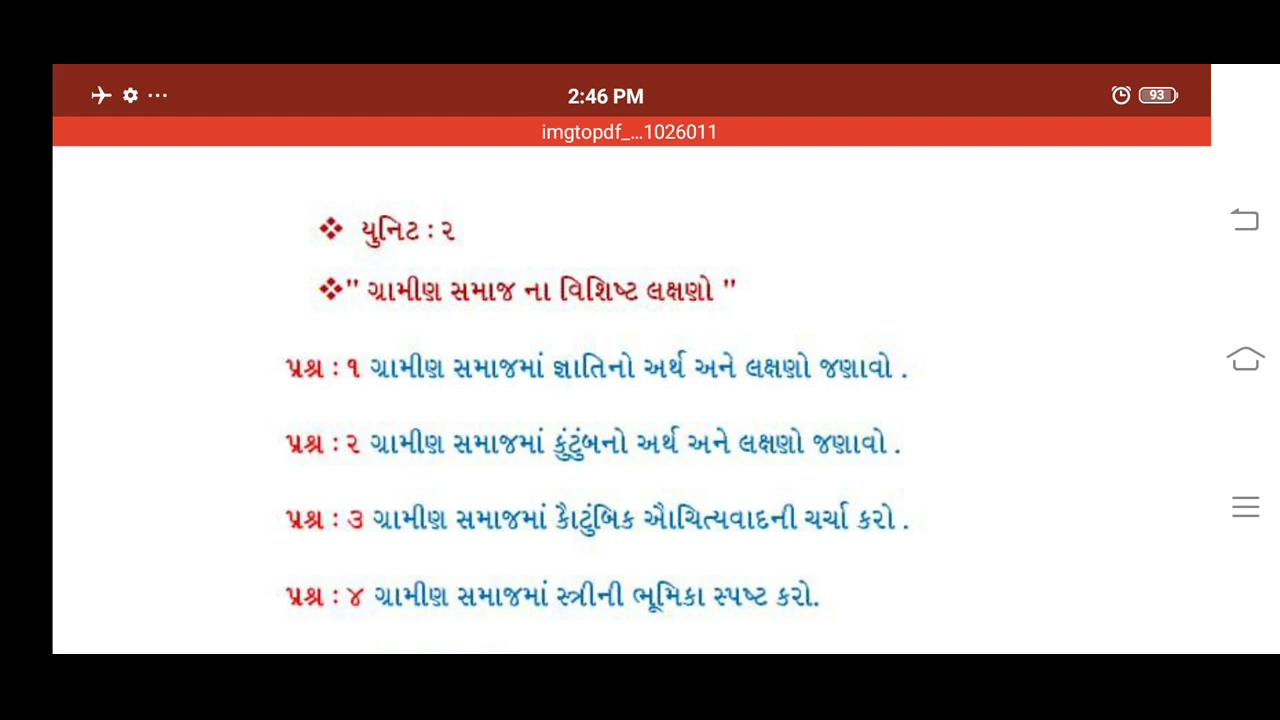 2:46 PM
93
imgtopdf_...1026011
❖ યુનિટ : ૨
❖" ગ્રામીણ સમાજ ના વિશિષ્ટ લક્ષણો "
પ્રશ્ન : ૧ ગ્રામીણ સમાજમાં જ્ઞાતિનો અર્થ અને લક્ષણો જણાવો .
પ્રશ્ન : ૨ ગ્રામીણ સમાજમાં કુંટુંબનો અર્થ અને લક્ષણો જણાવો .
પ્રશ્ન : ૩ ગ્રામીણ સમાજમાં કૌાટુંબિક ઔાચિત્યવાદની ચર્ચા કરો .
પ્રશ્ન : ૪ ગ્રામીણ સમાજમાં સ્ત્રીની ભૂમિકા સ્પષ્ટ કરો.